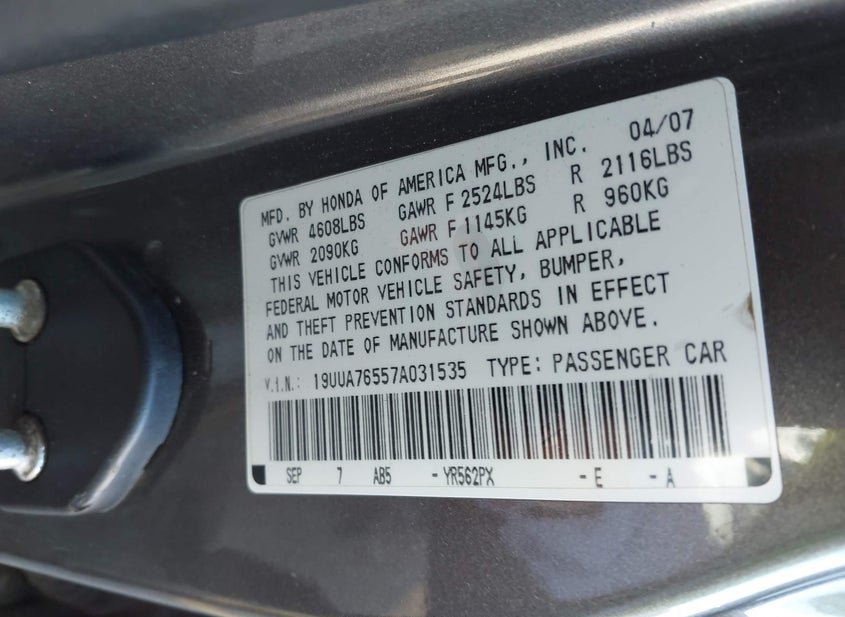 04/07
MFD. BY HONDA OF AMERICA MFG., INC.
GVWR 4608LBS GAWR F 2524LBS R 2116LBS
GVWR 2090KG GAWR F 1145KG R 960KG
THIS VEHICLE CONFORMS TO ALL APPLICABLE
FEDERAL MOTOR VEHICLE SAFETY, BUMPER,
AND THEFT PREVENTION STANDARDS IN EFFECT
ON THE DATE OF MANUFACTURE SHOWN ABOVE.
V.I.N.: 19UUA76557A031535 TYPE: PASSENGER CAR
SEP 7 AB5 - YR562PX - E - A